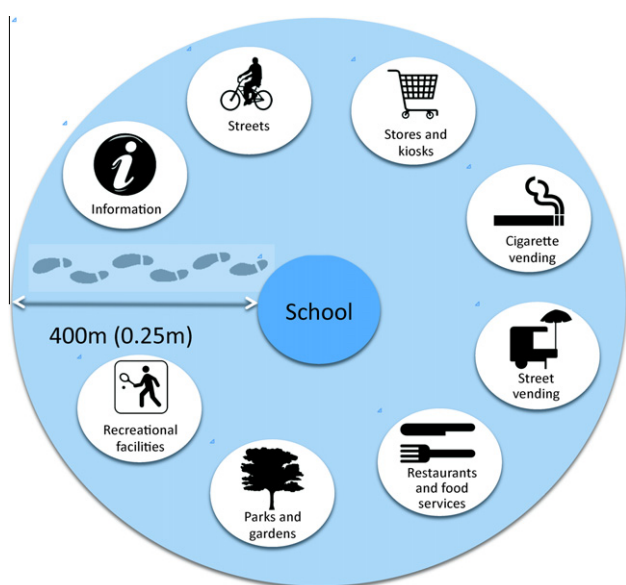 Streets
Stores and
kiosks
Information
Cigarette
vending
School
400m (0.25m)
Street
vending
Recreational
facilities
Restaurants
and food
services
Parks and
gardens